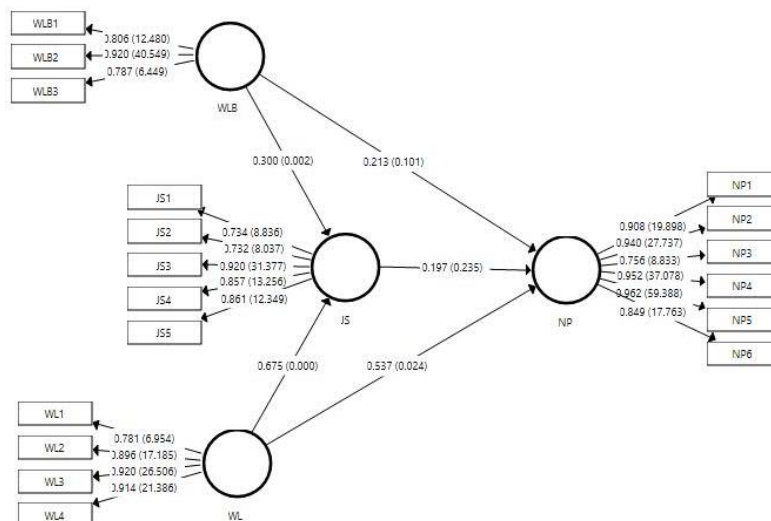 WLB1
WLB2
WLB3
0.806 (12.480)
0.920 (40.549)
0.787 (6.449)
WLB
0.300 (0.002)
0.213 (0.101)
JS1
JS2
JS3
JS4
JS5
0.734 (8.836)
0.732 (8.037)
0.920 (31.377)
0.857 (13.256)
0.861 (12.349)
JS
0.197 (0.235)
NP
0.908 (19.898)
0.940 (27.737)
0.756 (8.833)
0.952 (37.078)
0.962 (59.388)
0.849 (17.763)
NP1
NP2
NP3
NP4
NP5
NP6
0.675 (0.000)
0.537 (0.024)
WL1
WL2
WL3
WL4
0.781 (6.954)
0.896 (17.185)
0.920 (26.506)
0.914 (21.386)
WL